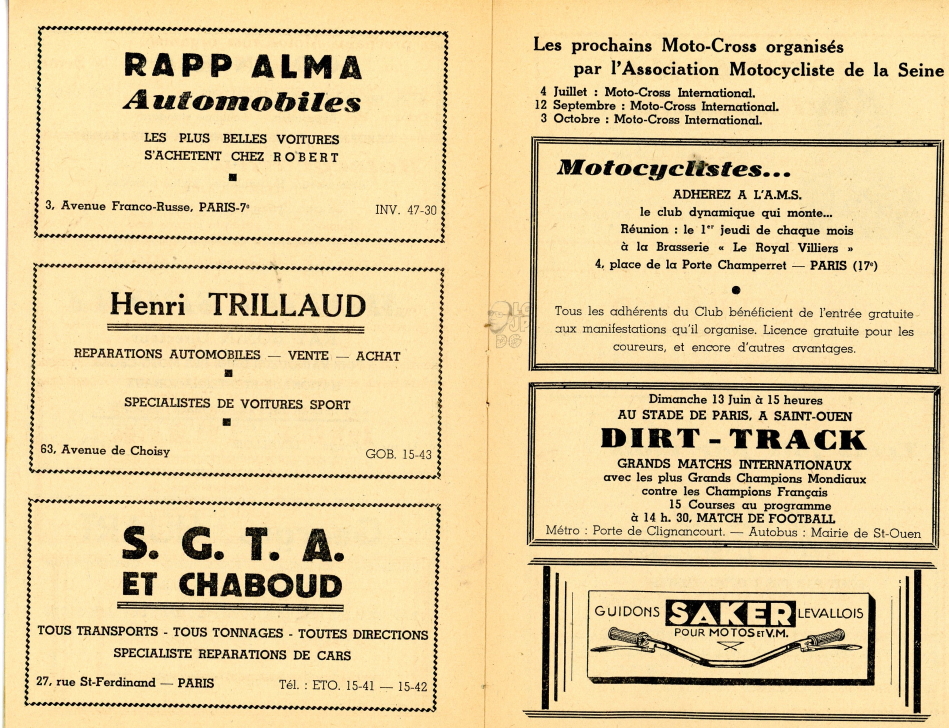 RAPP ALMA
Automobiles
LES PLUS BELLES VOITURES
S'ACHETENT CHEZ ROBERT
3, Avenue Franco-Russe, PARIS-7e INV. 47-30
Henri TRILLAUD
REPARATIONS AUTOMOBILES — VENTE — ACHAT
SPECIALISTES DE VOITURES SPORT
63, Avenue de Choisy GOB. 15-43
S. G. T. A.
ET CHABOUD
TOUS TRANSPORTS - TOUS TONNAGES - TOUTES DIRECTIONS
SPECIALISTE REPARATIONS DE CARS
27, rue St-Ferdinand — PARIS Tél. : ETO. 15-41 — 15-42
Les prochains Moto-Cross organisés
par l'Association Motocycliste de la Seine
4 Juillet : Moto-Cross International.
12 Septembre : Moto-Cross International.
3 Octobre : Moto-Cross International.
Motocyclistes...
ADHEREZ A L'A.M.S.
le club dynamique qui monte...
Réunion : le 1er jeudi de chaque mois
à la Brasserie « Le Royal Villiers »
4, place de la Porte Champerret — PARIS (17e)
Tous les adhérents du Club bénéficient de l'entrée gratuite
aux manifestations qu'il organise. Licence gratuite pour les
coureurs, et encore d'autres avantages.
Dimanche 13 Juin à 15 heures
AU STADE DE PARIS, A SAINT-OUEN
DIRT - TRACK
GRANDS MATCHS INTERNATIONAUX
avec les plus Grands Champions Mondiaux
contre les Champions Français
15 Courses au programme
à 14 h. 30, MATCH DE FOOTBALL
Métro : Porte de Clignancourt. — Autobus : Mairie de St-Ouen
GUIDONS SAKER LEVALLOIS
POUR MOTOS ET V.M.